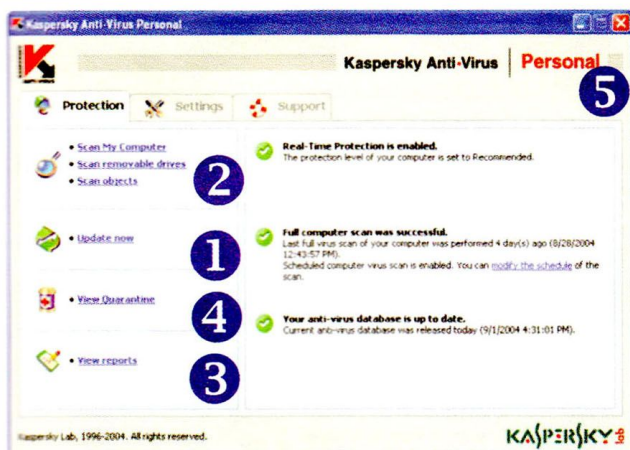 Kaspersky Anti-Virus Personal
Kaspersky Anti-Virus Personal
5
Protection Settings Support
• Scan My Computer
• Scan removable drives
• Scan objects
2
• Update now
1
• View Quarantine
4
• View reports
3
Real-Time Protection is enabled.
The protection level of your computer is set to Recommended.
Full computer scan was successful.
Last full virus scan of your computer was performed 4 day(s) ago (8/28/2004
12:43:57 PM).
Scheduled computer virus scan is enabled. You can modify the schedule of the
scan.
Your anti-virus database is up to date.
Current anti-virus database was released today (9/1/2004 4:31:01 PM).
Kaspersky Lab, 1996-2004. All rights reserved.
KASPERSKY lab